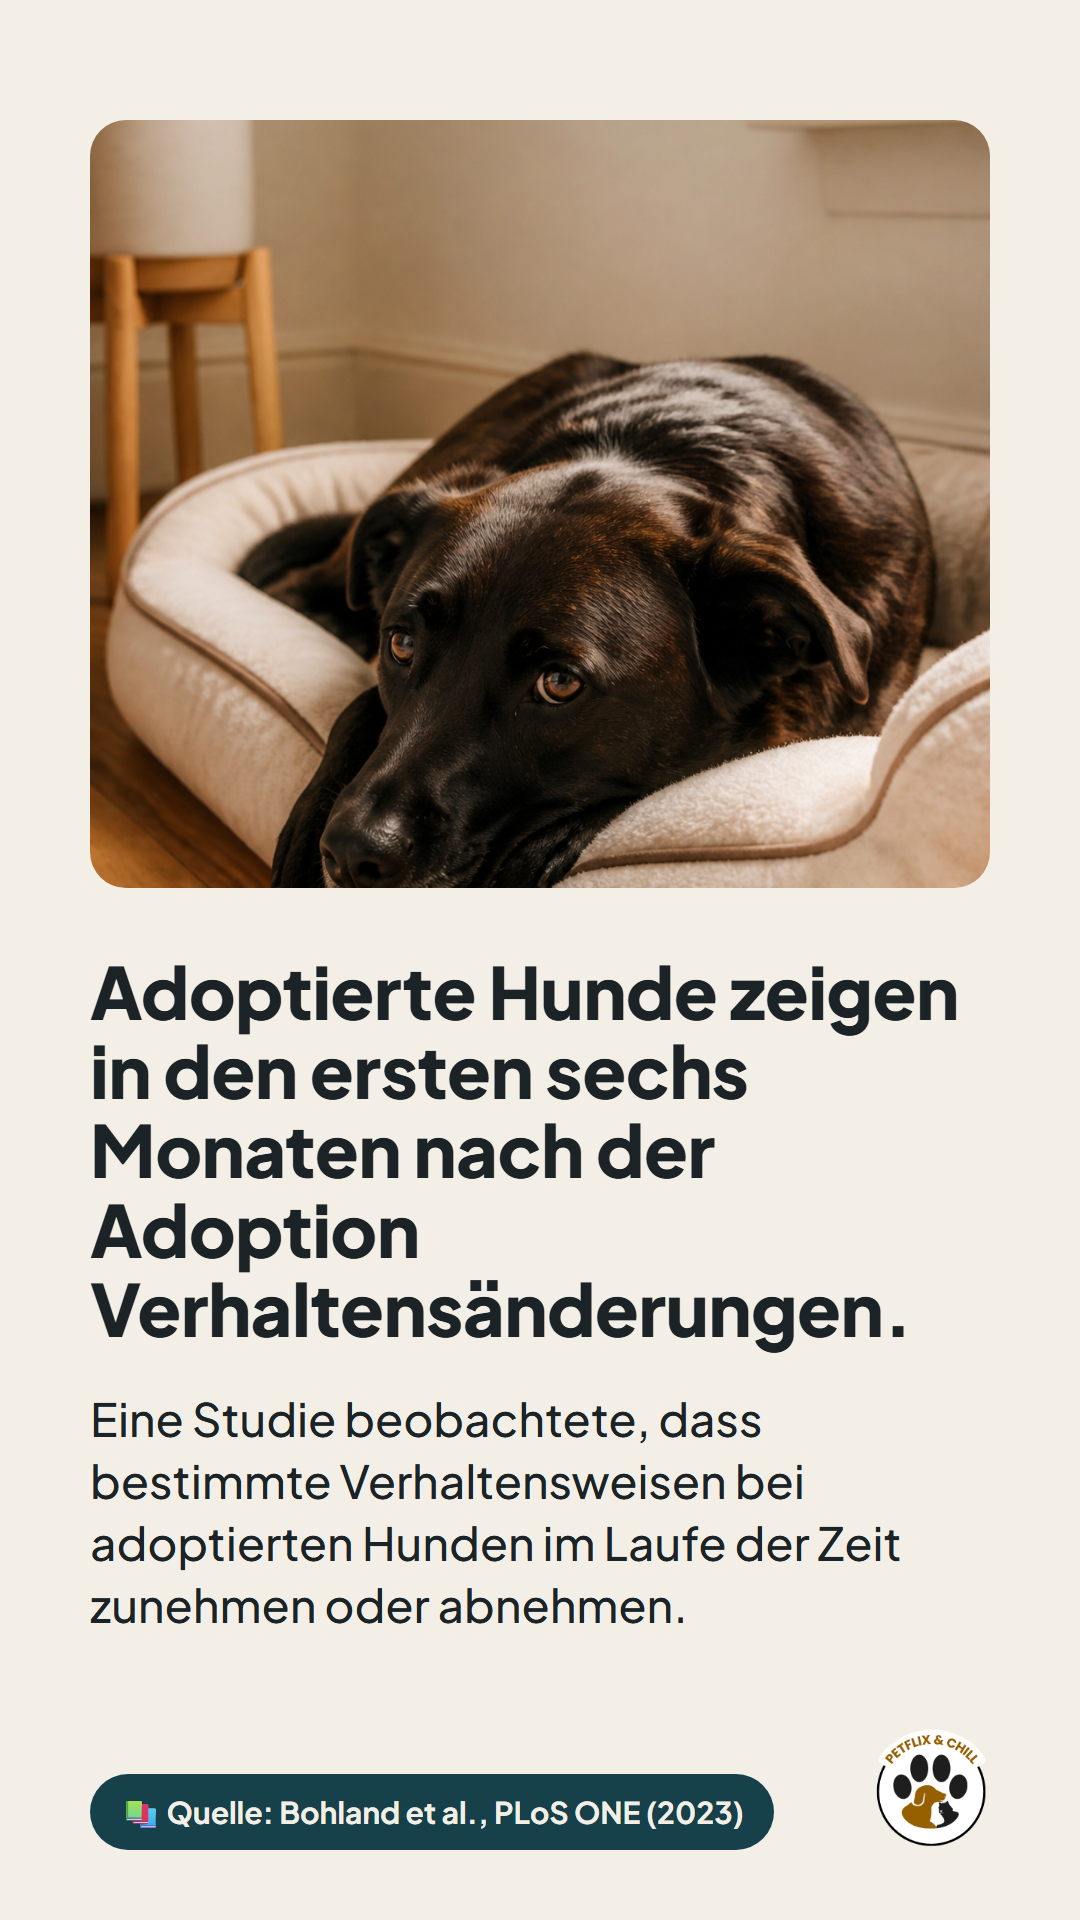 Adoptierte Hunde zeigen
in den ersten sechs
Monaten nach der
Adoption
Verhaltensänderungen.
Eine Studie beobachtete, dass
bestimmte Verhaltensweisen bei
adoptierten Hunden im Laufe der Zeit
zunehmen oder abnehmen.
PETFLIX & CHILL
Quelle: Bohland et al., PLoS ONE (2023)